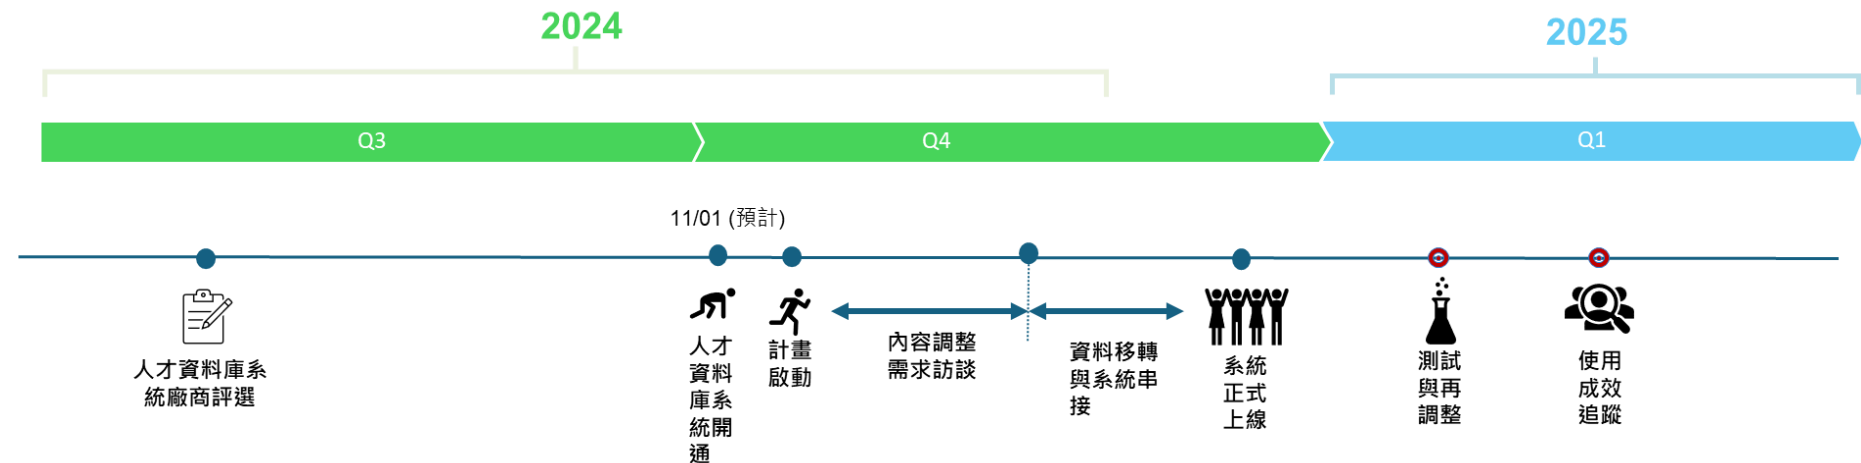 2024
2025
Q3
Q4
Q1
11/01 (預計)
人才資料庫系
統廠商評選
人才
資料
庫系
統開
通
計畫
啟動
內容調整
需求訪談
資料移轉
與系統串
接
系統
正式
上線
測試
與再
調整
使用
成效
追蹤